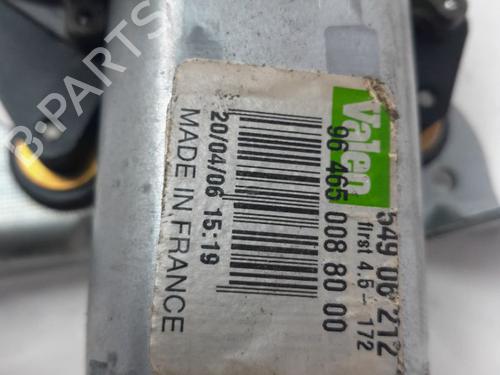 Valeo
549 06 212
first 4.6 - 172
96 465 008 80 00
20/04/06 15:19
MADE IN FRANCE
B-PARTS